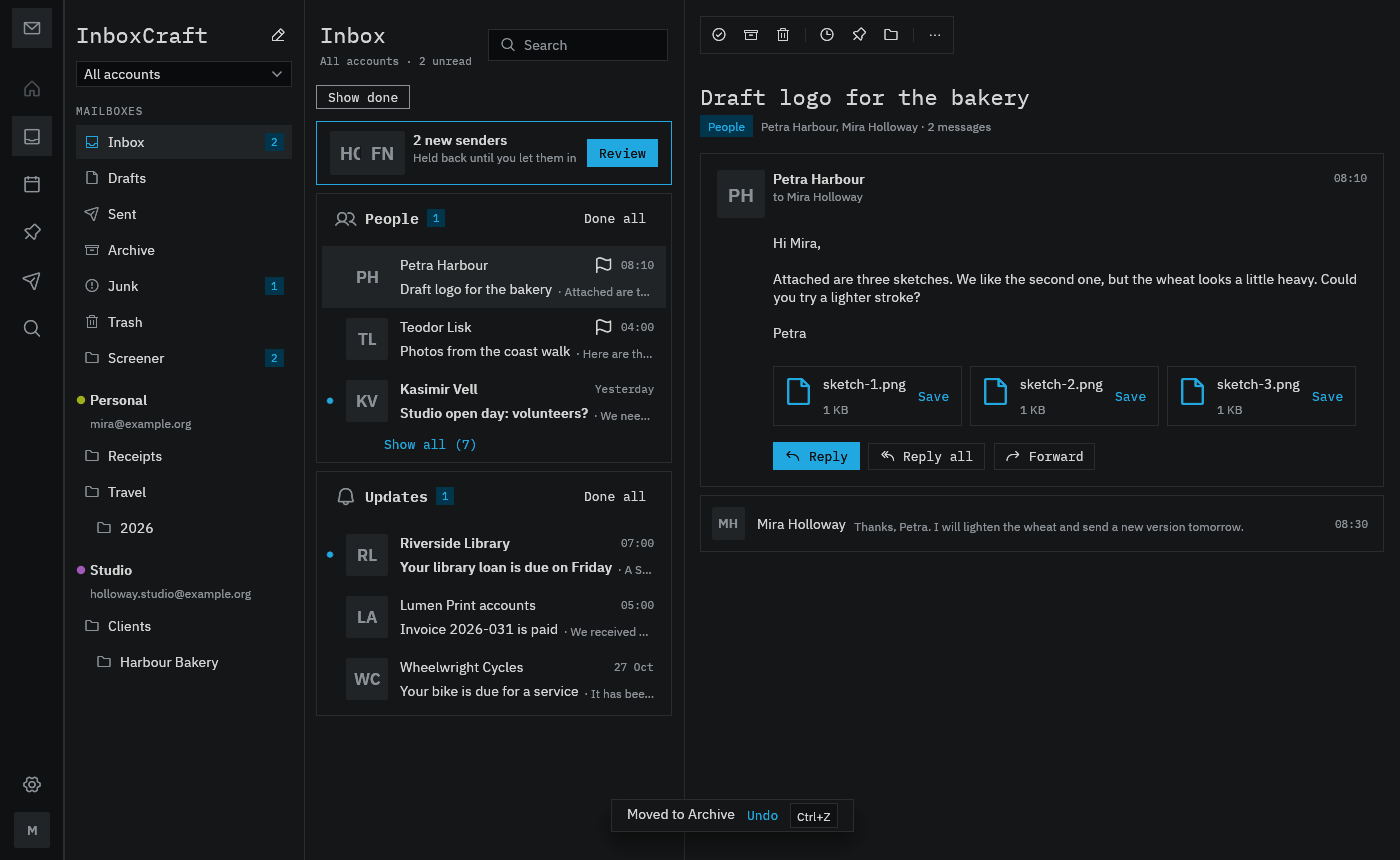 InboxCraft
All accounts
MAILBOXES
Inbox 2
Drafts
Sent
Archive
Junk 1
Trash
Screener 2
Personal
mira@example.org
Receipts
Travel
2026
Studio
holloway.studio@example.org
Clients
Harbour Bakery
M
Inbox
All accounts · 2 unread
Search
Show done
FN
2 new senders
Held back until you let them in
Review
People 1 Done all
PH Petra Harbour 08:10
Draft logo for the bakery · Attached are t...
TL Teodor Lisk 04:00
Photos from the coast walk · Here are th...
KV Kasimir Vell Yesterday
Studio open day: volunteers? · We nee...
Show all (7)
Updates 1 Done all
RL Riverside Library 07:00
Your library loan is due on Friday · A S...
LA Lumen Print accounts 05:00
Invoice 2026-031 is paid · We received ...
WC Wheelwright Cycles 27 Oct
Your bike is due for a service · It has bee...
Draft logo for the bakery
People Petra Harbour, Mira Holloway · 2 messages
PH Petra Harbour 08:10
to Mira Holloway
Hi Mira,
Attached are three sketches. We like the second one, but the wheat looks a little heavy. Could
you try a lighter stroke?
Petra
sketch-1.png Save
1 KB
sketch-2.png Save
1 KB
sketch-3.png Save
1 KB
Reply Reply all Forward
MH Mira Holloway Thanks, Petra. I will lighten the wheat and send a new version tomorrow. 08:30
Moved to Archive Undo Ctrl+Z